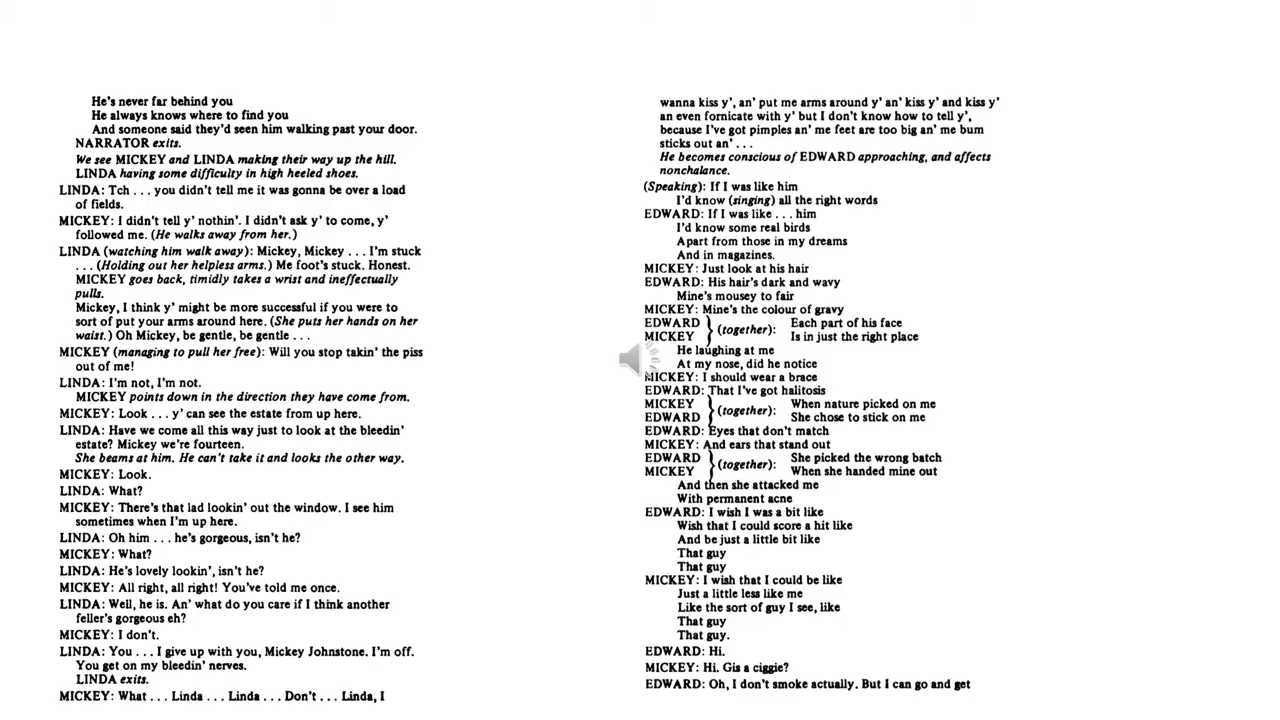 He's never far behind you
He always knows where to find you
And someone said they'd seen him walking past your door.
NARRATOR exits.
We see MICKEY and LINDA making their way up the hill.
LINDA having some difficulty in high heeled shoes.
LINDA: Tch . . . you didn't tell me it was gonna be over a load
of fields.
MICKEY: I didn't tell y' nothin'. I didn't ask y' to come, y'
followed me. (He walks away from her.)
LINDA (watching him walk away): Mickey, Mickey . . . I'm stuck
. . . (Holding out her helpless arms.) Me foot's stuck. Honest.
MICKEY goes back, timidly takes a wrist and ineffectually
pulls.
Mickey, I think y' might be more successful if you were to
sort of put your arms around here. (She puts her hands on her
waist.) Oh Mickey, be gentle, be gentle . . .
MICKEY (managing to pull her free): Will you stop takin' the piss
out of me!
LINDA: I'm not, I'm not.
MICKEY points down in the direction they have come from.
MICKEY: Look . . . y' can see the estate from up here.
LINDA: Have we come all this way just to look at the bleedin'
estate? Mickey we're fourteen.
She beams at him. He can't take it and looks the other way.
MICKEY: Look.
LINDA: What?
MICKEY: There's that lad lookin' out the window. I see him
sometimes when I'm up here.
LINDA: Oh him . . . he's gorgeous, isn't he?
MICKEY: What?
LINDA: He's lovely lookin', isn't he?
MICKEY: All right, all right! You've told me once.
LINDA: Well, he is. An' what do you care if I think another
feller's gorgeous eh?
MICKEY: I don't.
LINDA: You . . . I give up with you, Mickey Johnstone. I'm off.
You get on my bleedin' nerves.
LINDA exits.
MICKEY: What . . . Linda . . . Linda . . . Don't . . . Linda, I
wanna kiss y', an' put me arms around y' an' kiss y' and kiss y'
an even fornicate with y' but I don't know how to tell y',
because I've got pimples an' me feet are too big an' me bum
sticks out an' . . .
He becomes conscious of EDWARD approaching, and affects
nonchalance.
(Speaking): If I was like him
I'd know (singing) all the right words
EDWARD: If I was like . . . him
I'd know some real birds
Apart from those in my dreams
And in magazines.
MICKEY: Just look at his hair
EDWARD: His hair's dark and wavy
Mine's mousey to fair
MICKEY: Mine's the colour of gravy
EDWARD } (together): Each part of his face
MICKEY } Is in just the right place
He laughing at me
At my nose, did he notice
MICKEY: I should wear a brace
EDWARD: That I've got halitosis
MICKEY } (together): When nature picked on me
EDWARD } She chose to stick on me
EDWARD: Eyes that don't match
MICKEY: And ears that stand out
EDWARD } (together): She picked the wrong batch
MICKEY } When she handed mine out
And then she attacked me
With permanent acne
EDWARD: I wish I was a bit like
Wish that I could score a hit like
And be just a little bit like
That guy
That guy
MICKEY: I wish that I could be like
Just a little less like me
Like the sort of guy I see, like
That guy
That guy.
EDWARD: Hi.
MICKEY: Hi. Gis a ciggie?
EDWARD: Oh, I don't smoke actually. But I can go and get